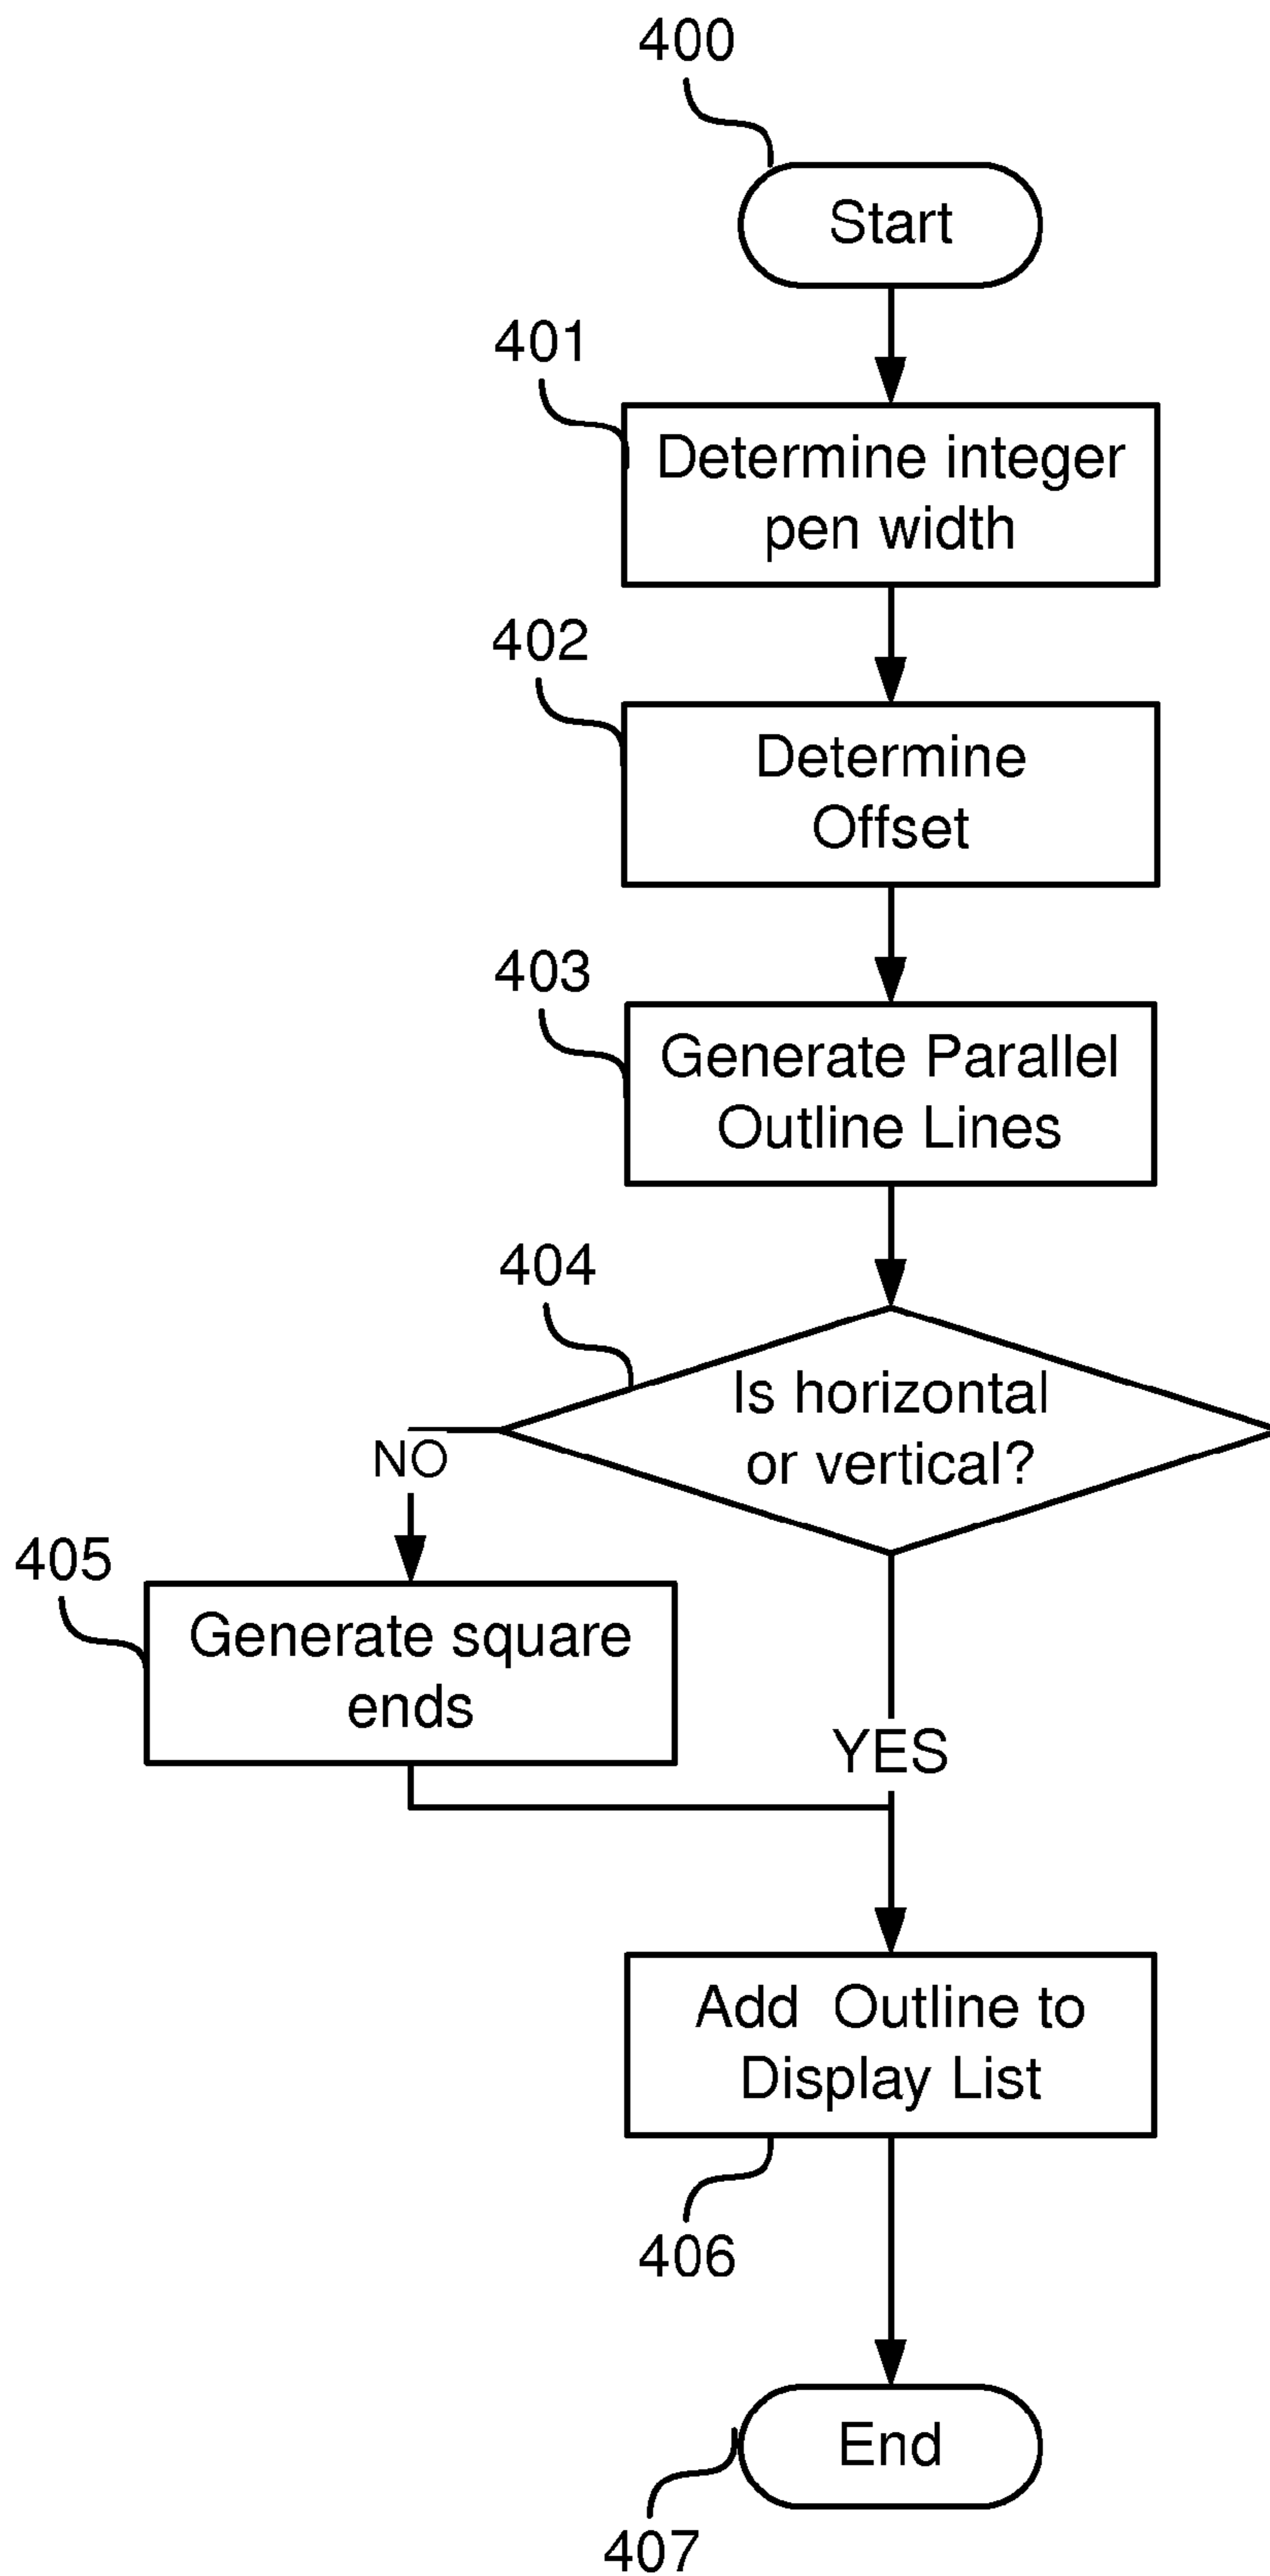 400
Start
401
Determine integer
pen width
402
Determine
Offset
403
Generate Parallel
Outline Lines
404
Is horizontal
or vertical?
NO
405
Generate square
ends
YES
Add  Outline to
Display List
406
End
407